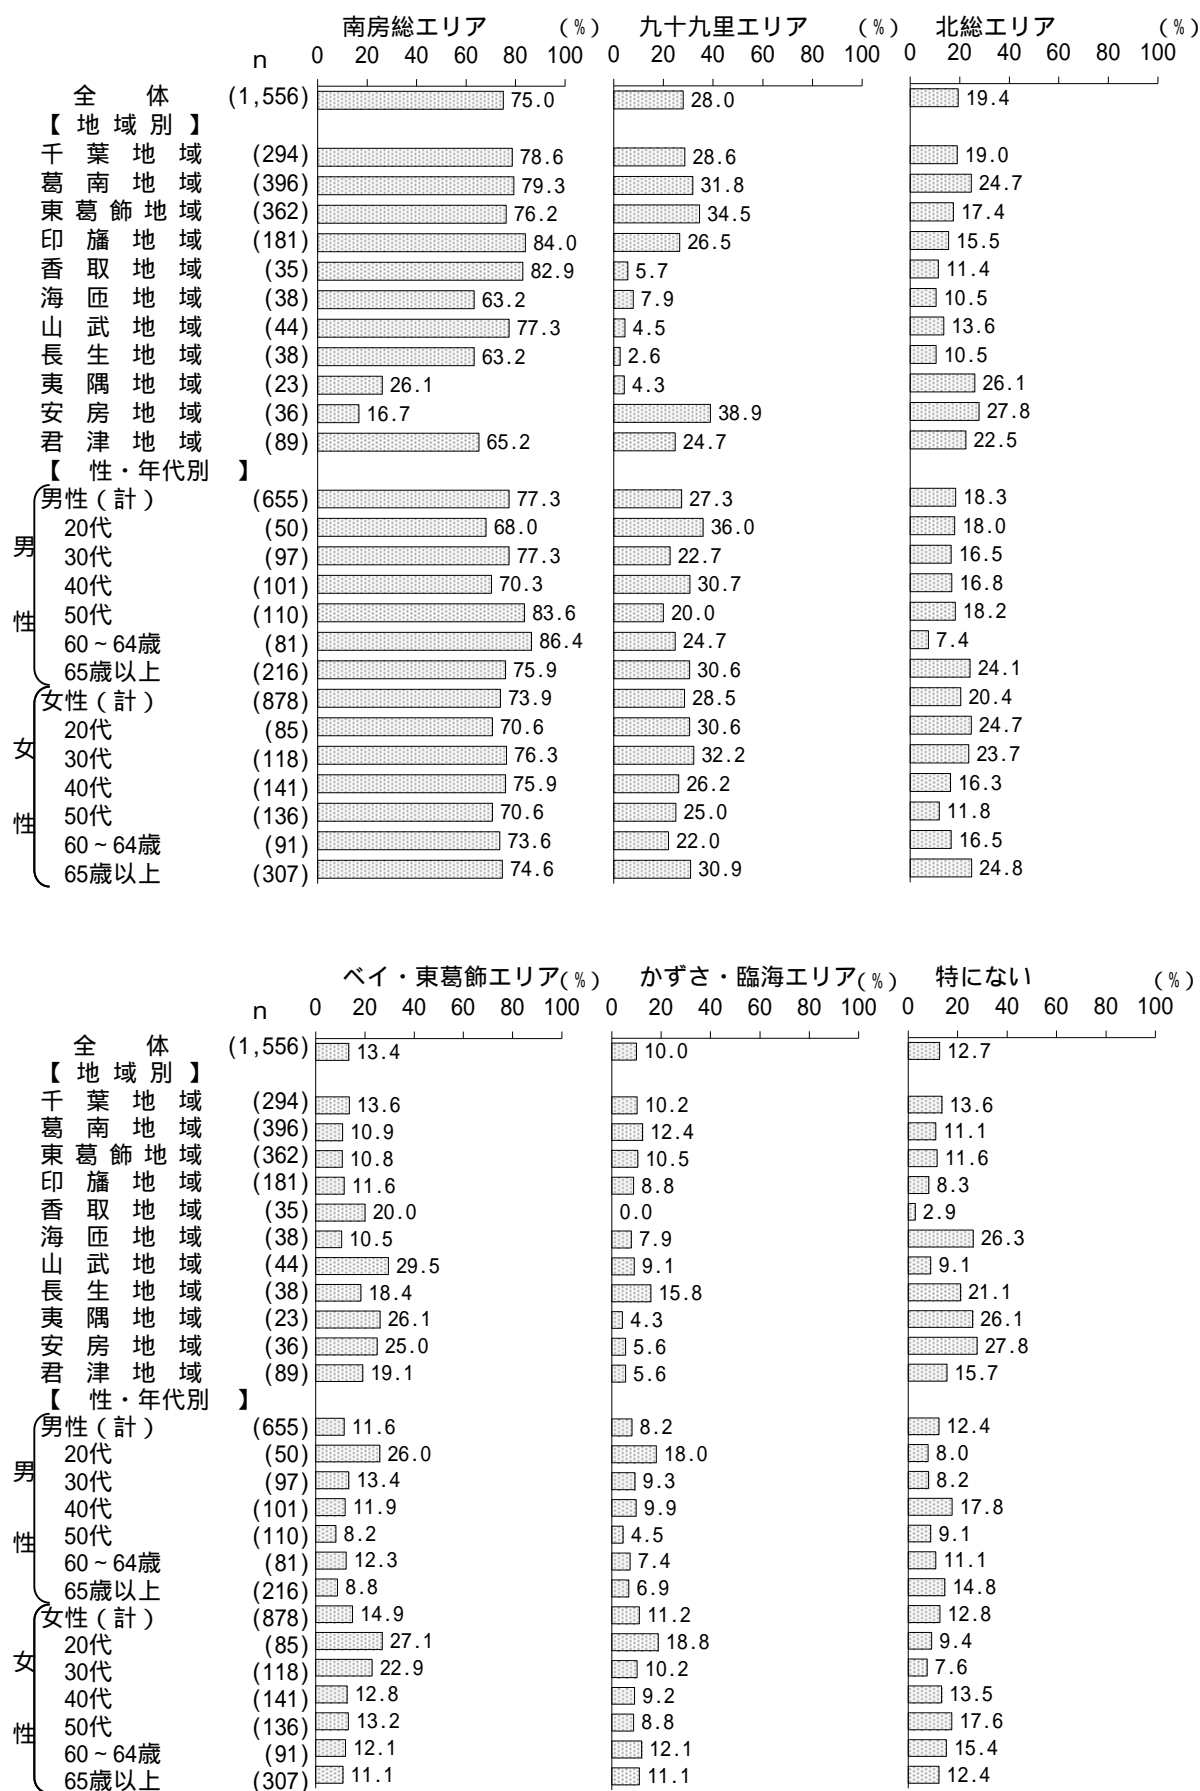 南房総エリア (%) 九十九里エリア (%) 北総エリア (%)
n 0 20 40 60 80 100 0 20 40 60 80 100 0 20 40 60 80 100
全 体 (1,556) 75.0 28.0 19.4
【 地 域 別 】
千 葉 地 域 (294) 78.6 28.6 19.0
葛 南 地 域 (396) 79.3 31.8 24.7
東 葛 飾 地 域 (362) 76.2 34.5 17.4
印 旛 地 域 (181) 84.0 26.5 15.5
香 取 地 域 (35) 82.9 5.7 11.4
海 匝 地 域 (38) 63.2 7.9 10.5
山 武 地 域 (44) 77.3 4.5 13.6
長 生 地 域 (38) 63.2 2.6 10.5
夷 隅 地 域 (23) 26.1 4.3 26.1
安 房 地 域 (36) 16.7 38.9 27.8
君 津 地 域 (89) 65.2 24.7 22.5
【 性・年代別 】
男性(計) (655) 77.3 27.3 18.3
20代 (50) 68.0 36.0 18.0
男 30代 (97) 77.3 22.7 16.5
40代 (101) 70.3 30.7 16.8
性 50代 (110) 83.6 20.0 18.2
60~64歳 (81) 86.4 24.7 7.4
65歳以上 (216) 75.9 30.6 24.1
女性(計) (878) 73.9 28.5 20.4
20代 (85) 70.6 30.6 24.7
女 30代 (118) 76.3 32.2 23.7
40代 (141) 75.9 26.2 16.3
性 50代 (136) 70.6 25.0 11.8
60~64歳 (91) 73.6 22.0 16.5
65歳以上 (307) 74.6 30.9 24.8
ベイ・東葛飾エリア(%) かずさ・臨海エリア(%) 特にない (%)
n 0 20 40 60 80 100 0 20 40 60 80 100 0 20 40 60 80 100
全 体 (1,556) 13.4 10.0 12.7
【 地 域 別 】
千 葉 地 域 (294) 13.6 10.2 13.6
葛 南 地 域 (396) 10.9 12.4 11.1
東 葛 飾 地 域 (362) 10.8 10.5 11.6
印 旛 地 域 (181) 11.6 8.8 8.3
香 取 地 域 (35) 20.0 0.0 2.9
海 匝 地 域 (38) 10.5 7.9 26.3
山 武 地 域 (44) 29.5 9.1 9.1
長 生 地 域 (38) 18.4 15.8 21.1
夷 隅 地 域 (23) 26.1 4.3 26.1
安 房 地 域 (36) 25.0 5.6 27.8
君 津 地 域 (89) 19.1 5.6 15.7
【 性・年代別 】
男性(計) (655) 11.6 8.2 12.4
20代 (50) 26.0 18.0 8.0
男 30代 (97) 13.4 9.3 8.2
40代 (101) 11.9 9.9 17.8
性 50代 (110) 8.2 4.5 9.1
60~64歳 (81) 12.3 7.4 11.1
65歳以上 (216) 8.8 6.9 14.8
女性(計) (878) 14.9 11.2 12.8
20代 (85) 27.1 18.8 9.4
女 30代 (118) 22.9 10.2 7.6
40代 (141) 12.8 9.2 13.5
性 50代 (136) 13.2 8.8 17.6
60~64歳 (91) 12.1 12.1 15.4
65歳以上 (307) 11.1 11.1 12.4